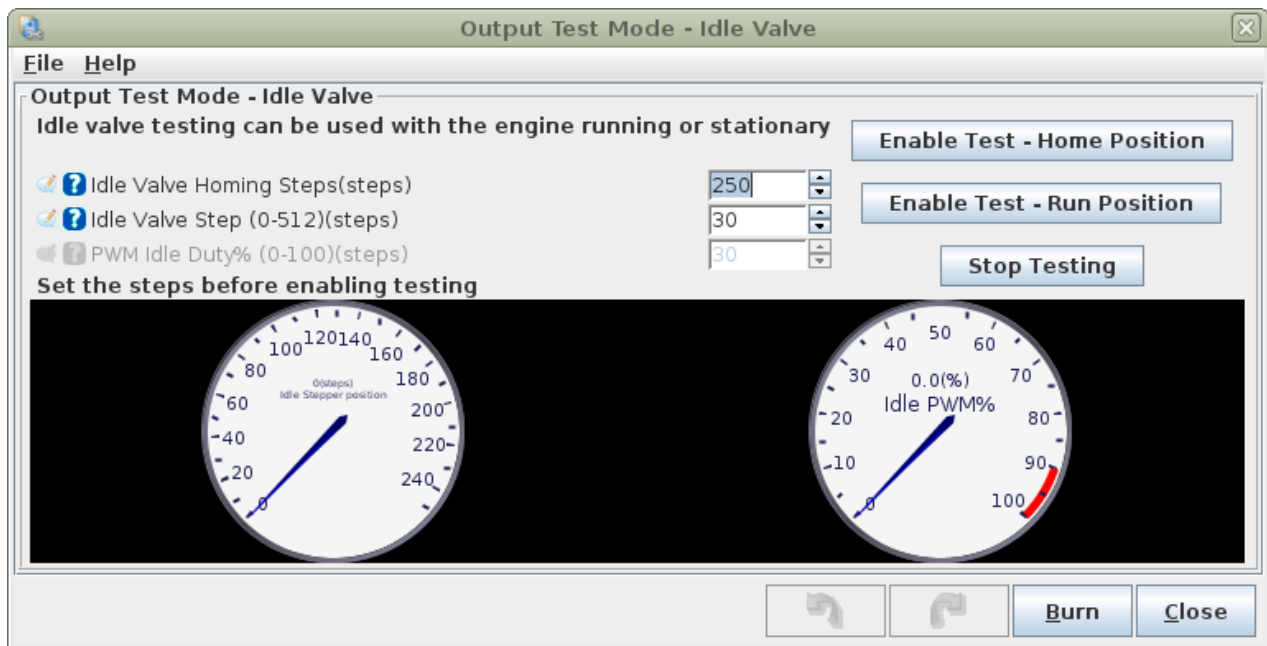 Output Test Mode - Idle Valve
File Help
Output Test Mode - Idle Valve
Idle valve testing can be used with the engine running or stationary
Enable Test - Home Position
? Idle Valve Homing Steps(steps) 250
Enable Test - Run Position
? Idle Valve Step (0-512)(steps) 30
? PWM Idle Duty% (0-100)(steps) 30
Stop Testing
Set the steps before enabling testing
0 20 40 60 80 100 120 140 160 180 200 220 240
0(steps)
Idle Stepper position
0 10 20 30 40 50 60 70 80 90 100
0.0(%)
Idle PWM%
Burn Close